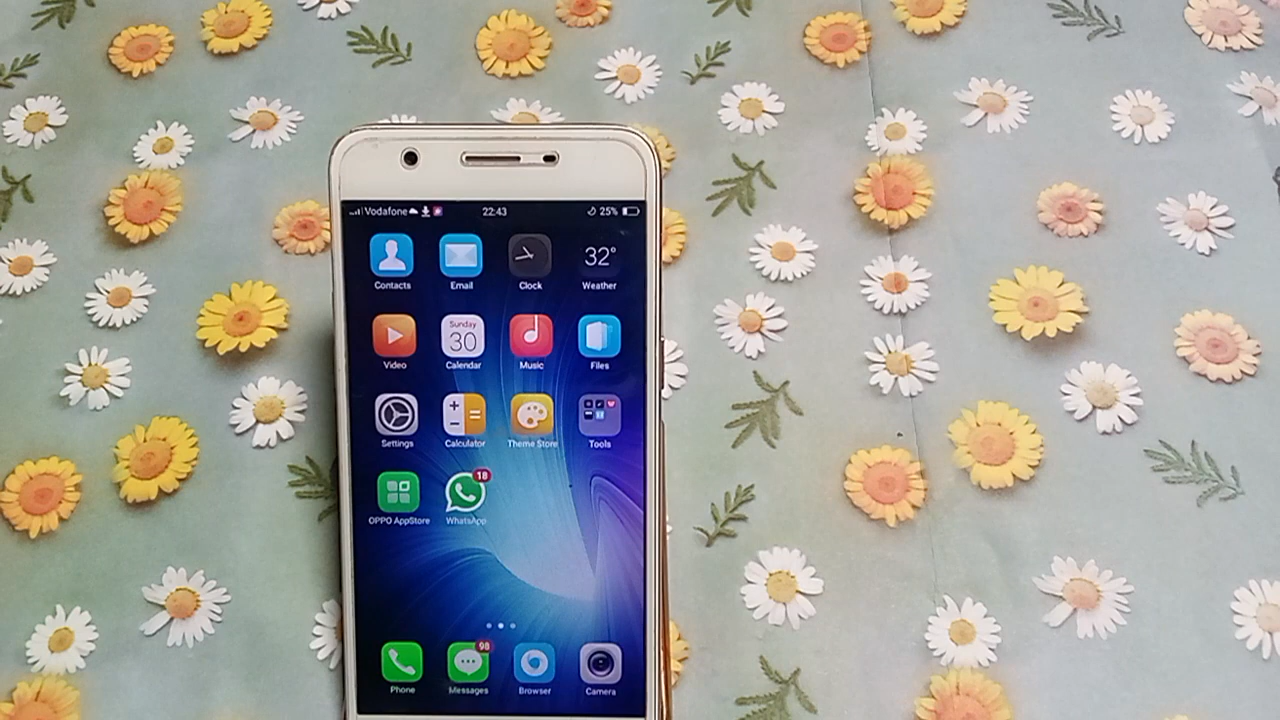 Vodafone 22:43 25%
Contacts Email Clock 32° Weather
Sunday
30
Video Calendar Music Files
Settings Calculator Theme Store Tools
18
OPPO AppStore WhatsApp
98
Phone Messages Browser Camera